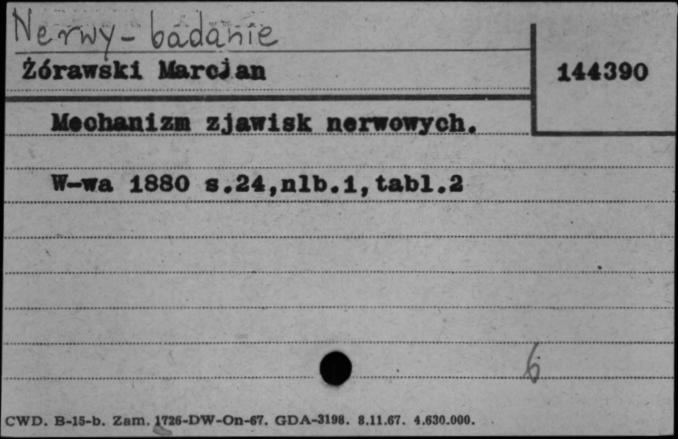 Nerwy - badanie
Żórawski Marcjan
144390
Mechanizm zjawisk nerwowych.
W-wa 1880 s.24,nlb.1,tabl.2
6
CWD. B-15-b. Zam. 1726-DW-On-67. GDA-3198. 8.11.67. 4.630.000.